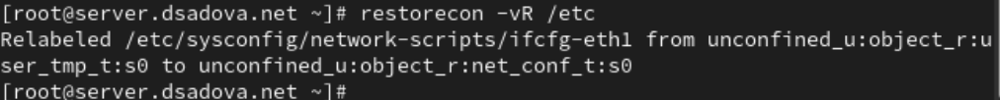 [root@server.dsadova.net ~]# restorecon -vR /etc
Relabeled /etc/sysconfig/network-scripts/ifcfg-eth1 from unconfined_u:object_r:u
ser_tmp_t:s0 to unconfined_u:object_r:net_conf_t:s0
[root@server.dsadova.net ~]#